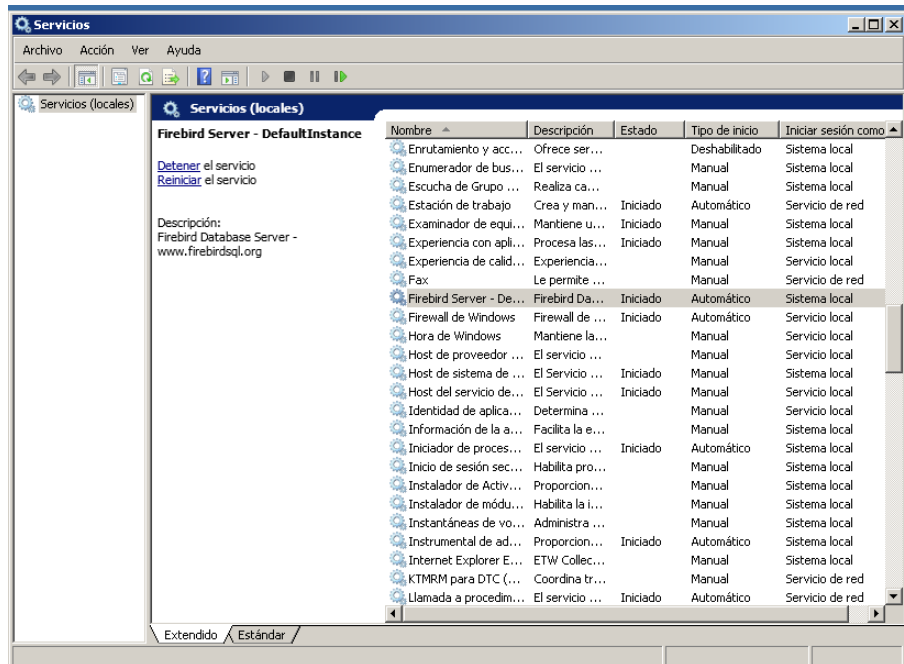 Servicios
Archivo Acción Ver Ayuda
Servicios (locales)
Servicios (locales)
Firebird Server - DefaultInstance
Detener el servicio
Reiniciar el servicio
Descripción:
Firebird Database Server -
www.firebirdsql.org
Nombre Descripción Estado Tipo de inicio Iniciar sesión como
Enrutamiento y acc... Ofrece ser... Deshabilitado Sistema local
Enumerador de bus... El servicio ... Manual Sistema local
Escucha de Grupo ... Realiza ca... Manual Sistema local
Estación de trabajo Crea y man... Iniciado Automático Servicio de red
Examinador de equi... Mantiene u... Iniciado Manual Sistema local
Experiencia con apli... Procesa las... Iniciado Manual Sistema local
Experiencia de calid... Experiencia... Manual Servicio local
Fax Le permite ... Manual Servicio de red
Firebird Server - De... Firebird Da... Iniciado Automático Sistema local
Firewall de Windows Firewall de ... Iniciado Automático Servicio local
Hora de Windows Mantiene la... Manual Servicio local
Host de proveedor ... El servicio ... Manual Servicio local
Host de sistema de ... El Servicio ... Iniciado Manual Sistema local
Host del servicio de... El Servicio ... Iniciado Manual Servicio local
Identidad de aplica... Determina ... Manual Servicio local
Información de la a... Facilita la e... Manual Sistema local
Iniciador de proces... El servicio ... Iniciado Automático Sistema local
Inicio de sesión sec... Habilita pro... Manual Sistema local
Instalador de Activ... Proporcion... Manual Sistema local
Instalador de módu... Habilita la i... Manual Sistema local
Instantáneas de vo... Administra ... Manual Sistema local
Instrumental de ad... Proporcion... Iniciado Automático Sistema local
Internet Explorer E... ETW Collec... Manual Sistema local
KTMRM para DTC (... Coordina tr... Manual Servicio de red
Llamada a procedim... El servicio ... Iniciado Automático Servicio de red
Extendido Estándar